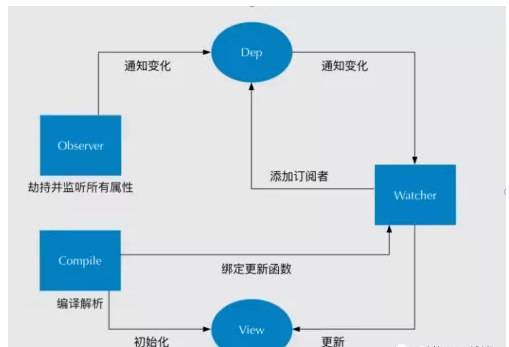 Dep
通知变化
通知变化
Observer
劫持并监听所有属性
添加订阅者
Watcher
Compile
绑定更新函数
编译解析
初始化
View
更新